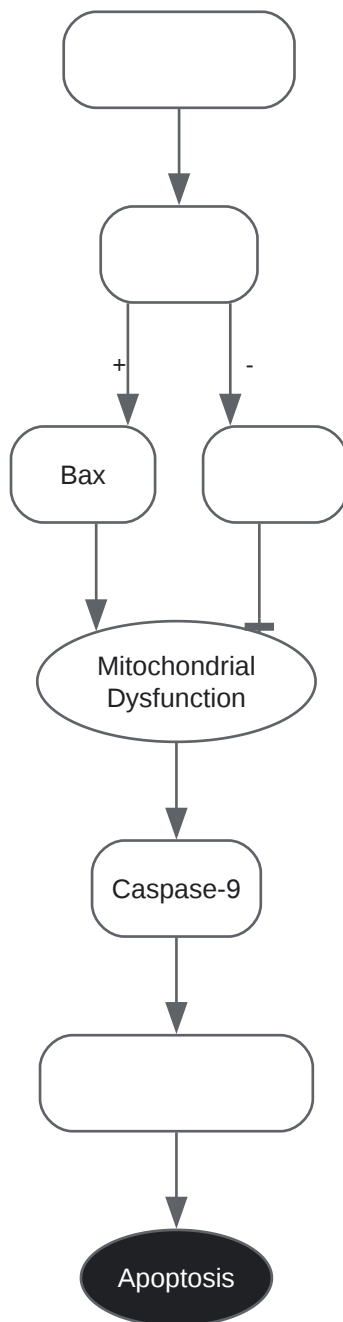 +
-
Bax
Mitochondrial
Dysfunction
Caspase-9
Apoptosis